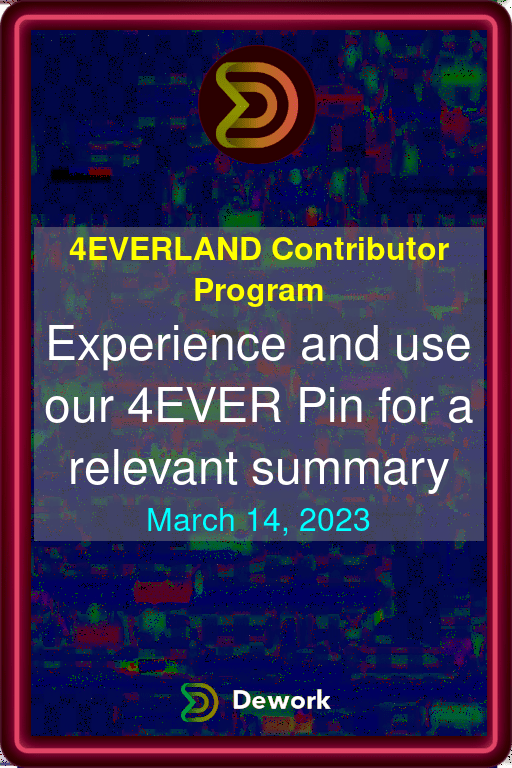 4EVERLAND Contributor
Program
Experience and use
our 4EVER Pin for a
relevant summary
March 14, 2023
Dework